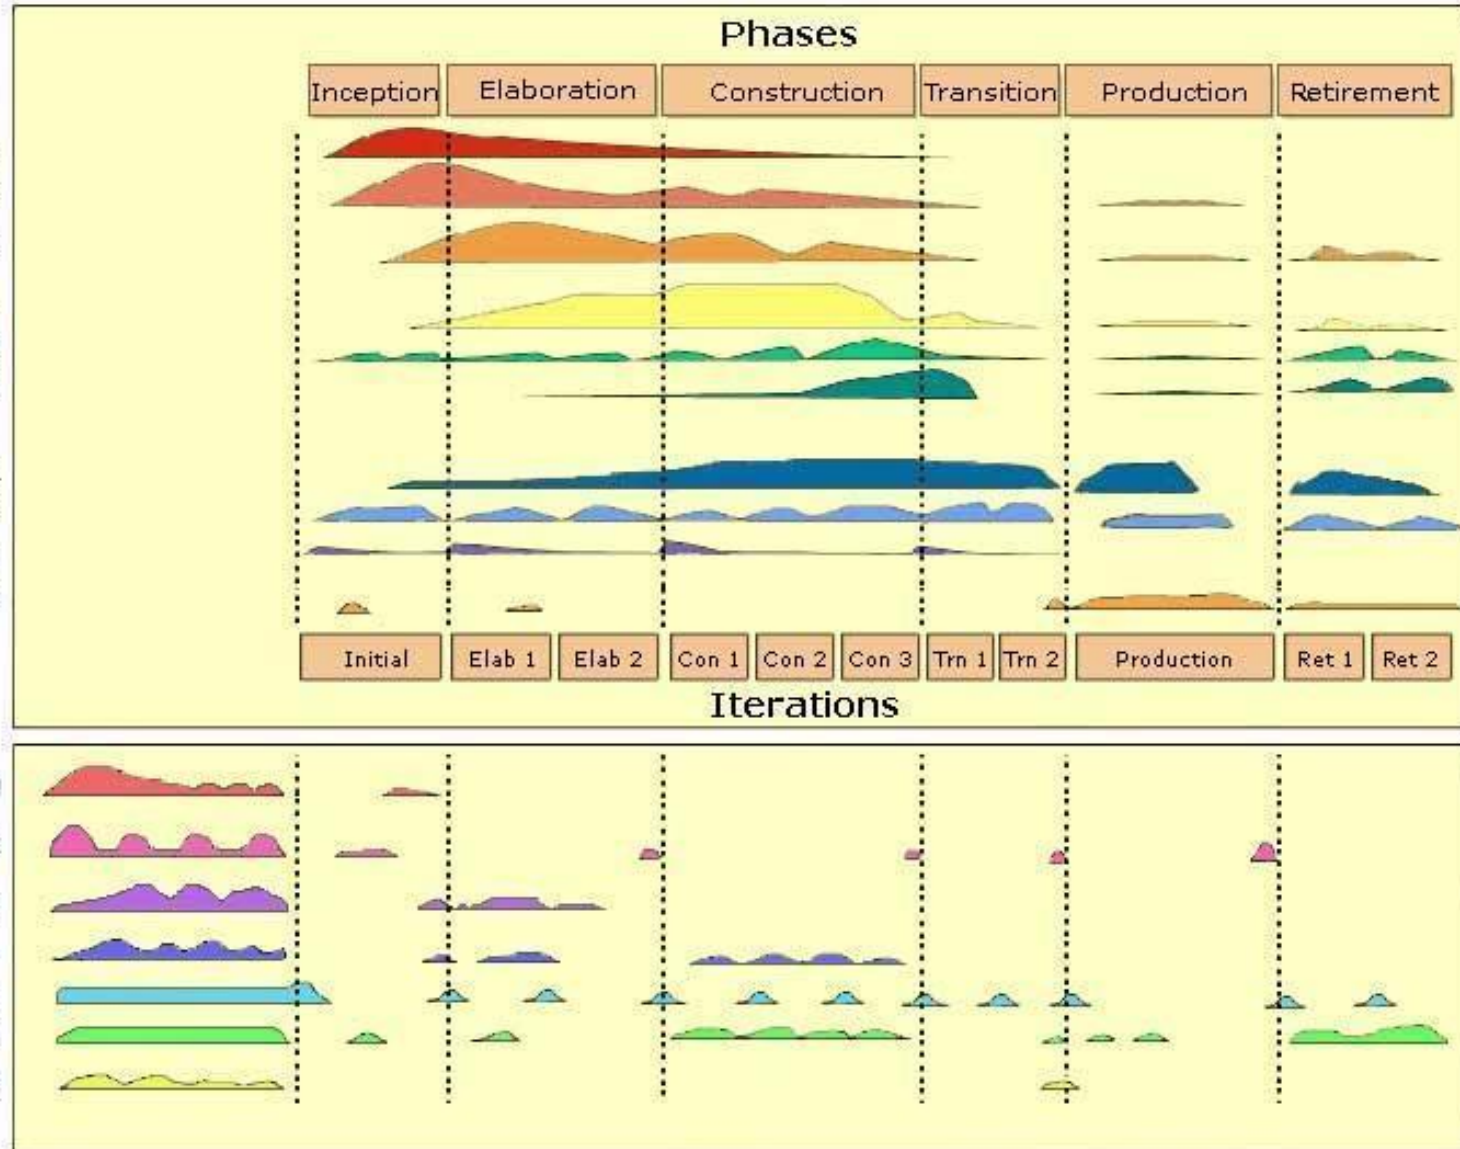 Phases
Inception Elaboration Construction Transition Production Retirement
Initial Elab 1 Elab 2 Con 1 Con 2 Con 3 Trn 1 Trn 2 Production Ret 1 Ret 2
Iterations